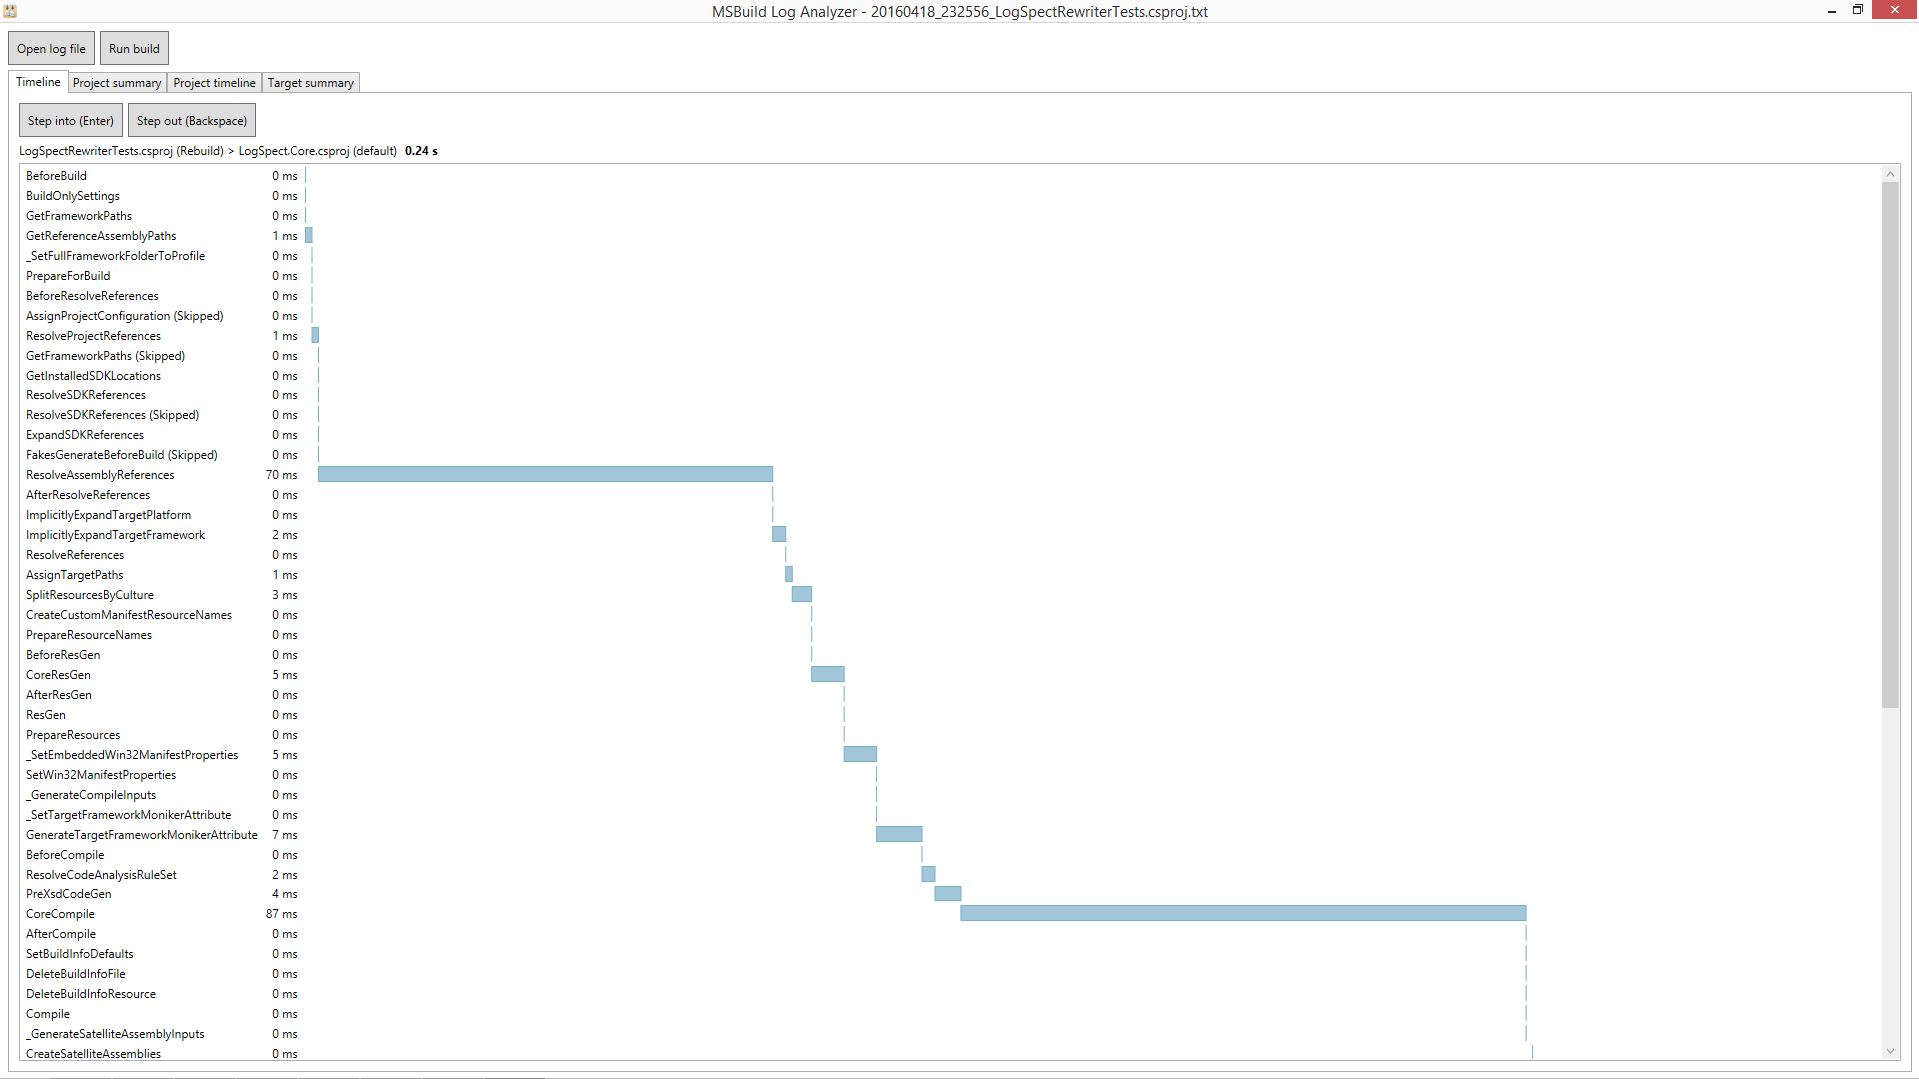 MSBuild Log Analyzer - 20160418_232556_LogSpectRewriterTests.csproj.txt
Open log file Run build
Timeline Project summary Project timeline Target summary
Step into (Enter) Step out (Backspace)
LogSpectRewriterTests.csproj (Rebuild) > LogSpect.Core.csproj (default) 0.24 s
BeforeBuild 0 ms
BuildOnlySettings 0 ms
GetFrameworkPaths 0 ms
GetReferenceAssemblyPaths 1 ms
_SetFullFrameworkFolderToProfile 0 ms
PrepareForBuild 0 ms
BeforeResolveReferences 0 ms
AssignProjectConfiguration (Skipped) 0 ms
ResolveProjectReferences 1 ms
GetFrameworkPaths (Skipped) 0 ms
GetInstalledSDKLocations 0 ms
ResolveSDKReferences 0 ms
ResolveSDKReferences (Skipped) 0 ms
ExpandSDKReferences 0 ms
FakesGenerateBeforeBuild (Skipped) 0 ms
ResolveAssemblyReferences 70 ms
AfterResolveReferences 0 ms
ImplicitlyExpandTargetPlatform 0 ms
ImplicitlyExpandTargetFramework 2 ms
ResolveReferences 0 ms
AssignTargetPaths 1 ms
SplitResourcesByCulture 3 ms
CreateCustomManifestResourceNames 0 ms
PrepareResourceNames 0 ms
BeforeResGen 0 ms
CoreResGen 5 ms
AfterResGen 0 ms
ResGen 0 ms
PrepareResources 0 ms
_SetEmbeddedWin32ManifestProperties 5 ms
SetWin32ManifestProperties 0 ms
_GenerateCompileInputs 0 ms
_SetTargetFrameworkMonikerAttribute 0 ms
GenerateTargetFrameworkMonikerAttribute 7 ms
BeforeCompile 0 ms
ResolveCodeAnalysisRuleSet 2 ms
PreXsdCodeGen 4 ms
CoreCompile 87 ms
AfterCompile 0 ms
SetBuildInfoDefaults 0 ms
DeleteBuildInfoFile 0 ms
DeleteBuildInfoResource 0 ms
Compile 0 ms
_GenerateSatelliteAssemblyInputs 0 ms
CreateSatelliteAssemblies 0 ms